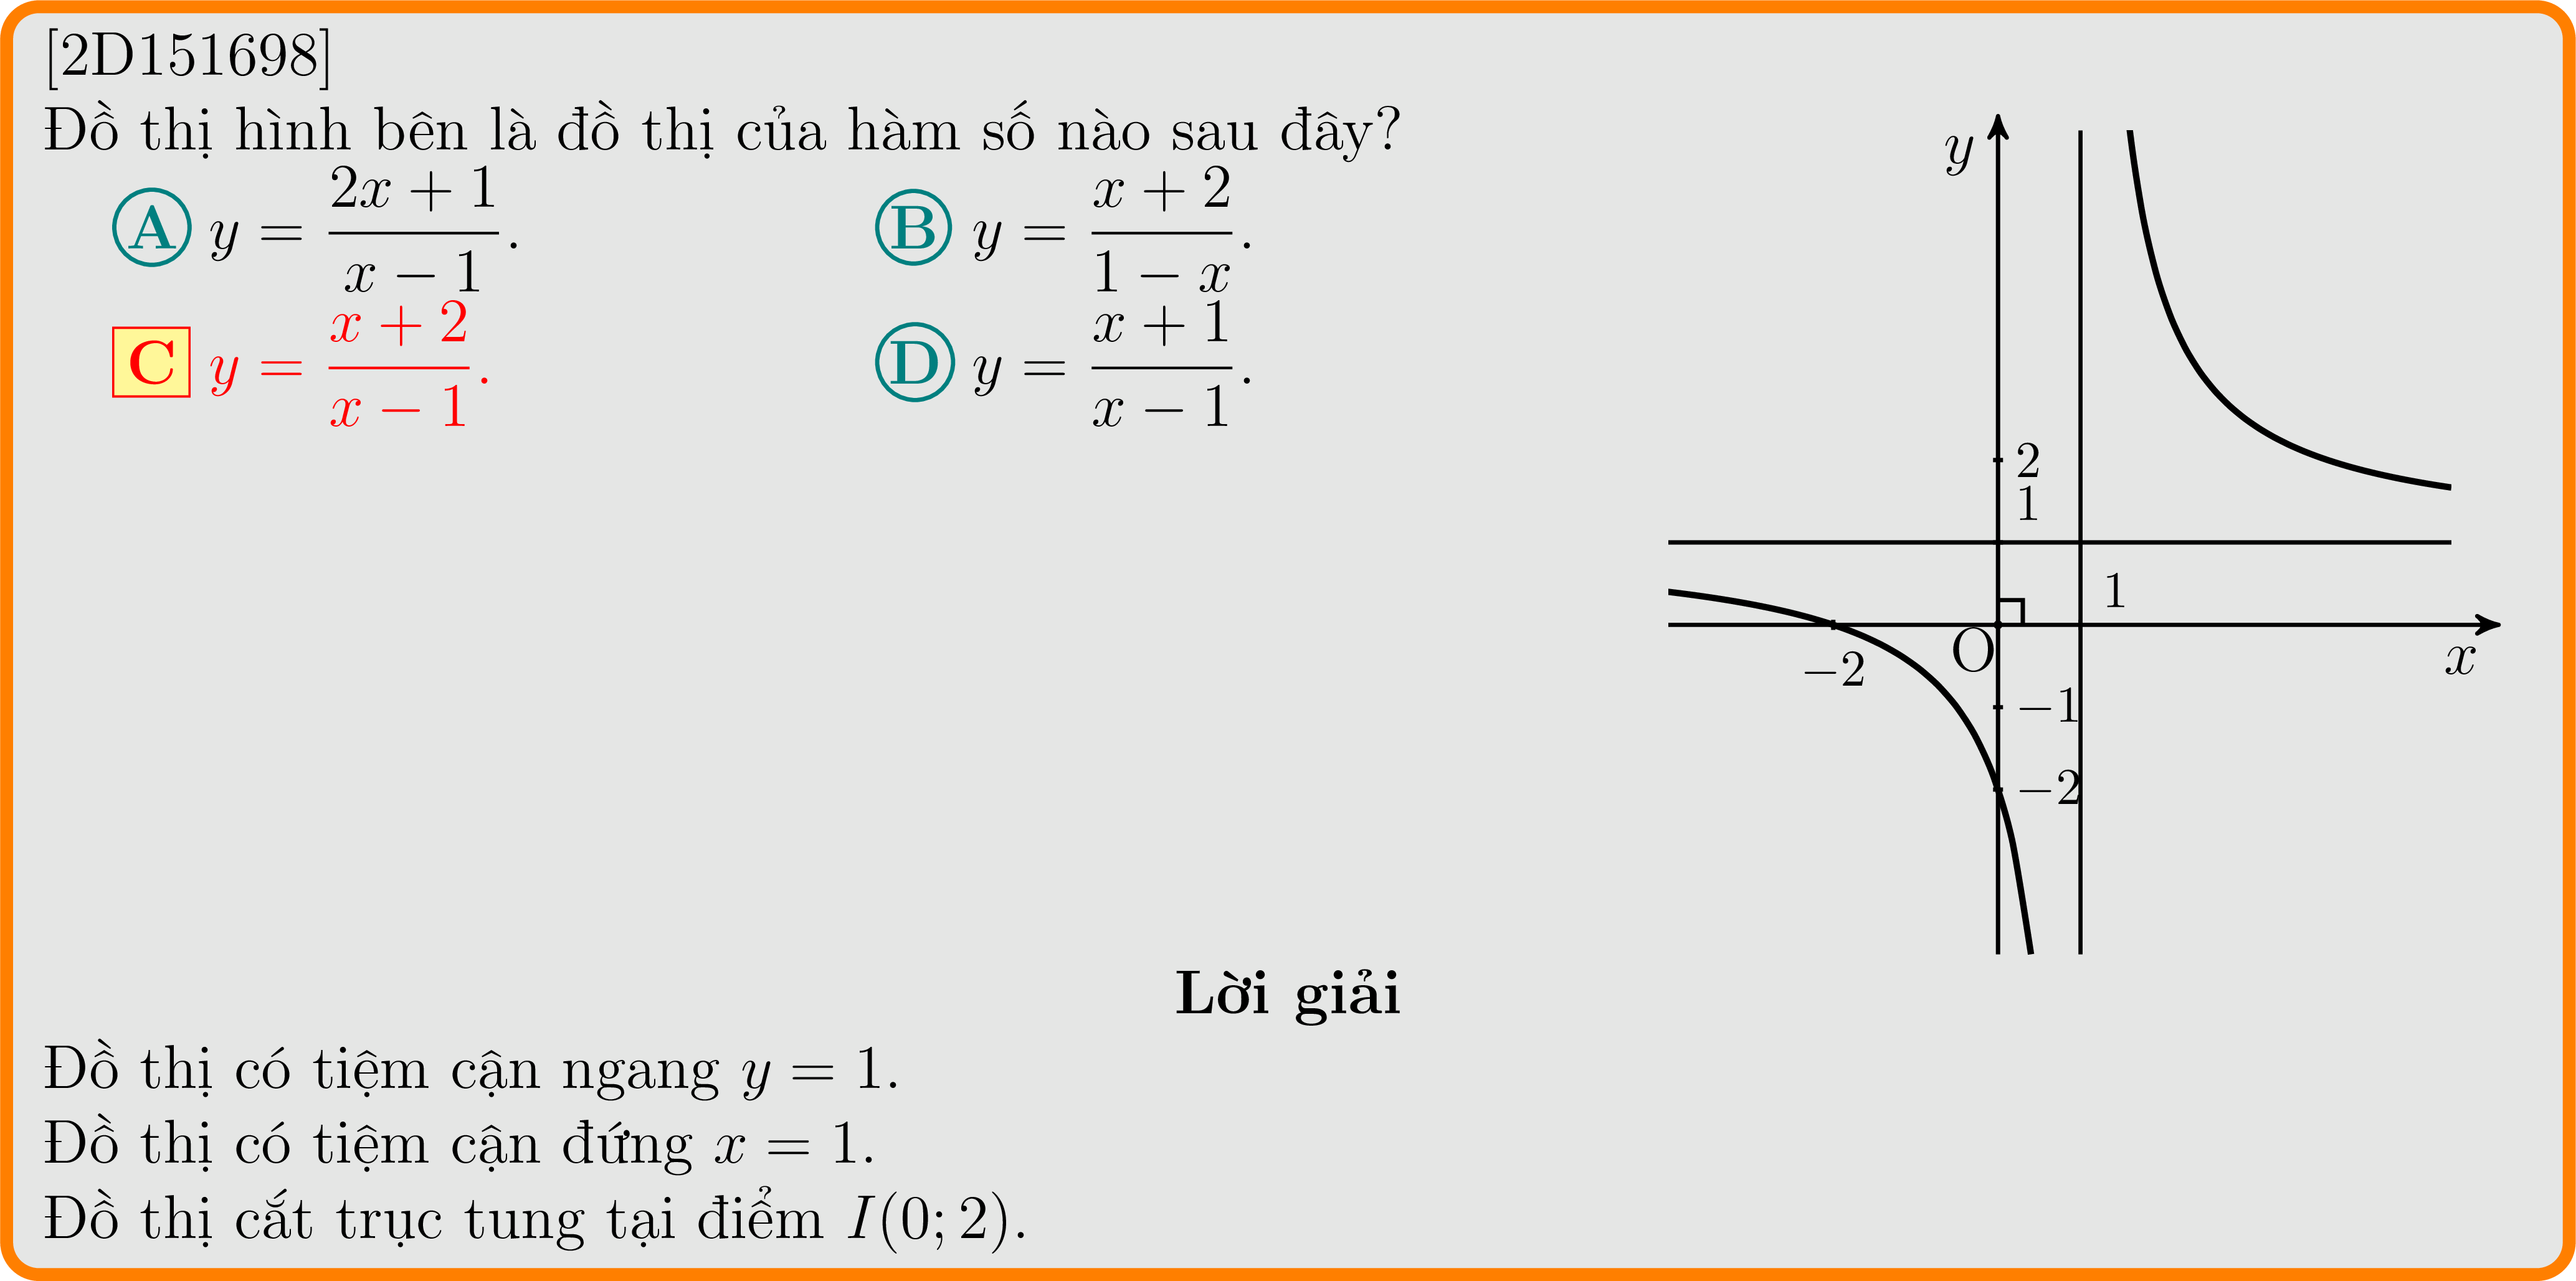 [2D151698]
Đồ thị hình bên là đồ thị của hàm số nào sau đây?
A y = \frac{2x + 1}{x - 1}. B y = \frac{x + 2}{1 - x}.
C y = \frac{x + 2}{x - 1}. D y = \frac{x + 1}{x - 1}.
y
2
1
1
O
x
−2
−1
−2
Lời giải
Đồ thị có tiệm cận ngang y = 1.
Đồ thị có tiệm cận đứng x = 1.
Đồ thị cắt trục tung tại điểm I(0; 2).